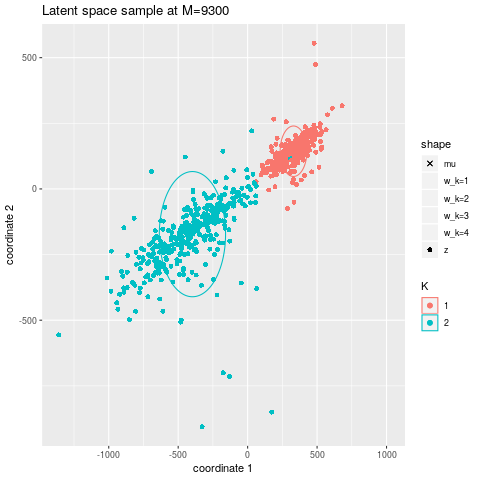 Latent space sample at M=9300
500
0
-500
-1000
-500
0
500
1000
coordinate 1
coordinate 2
shape
mu
w_k=1
w_k=2
w_k=3
w_k=4
z
K
1
2